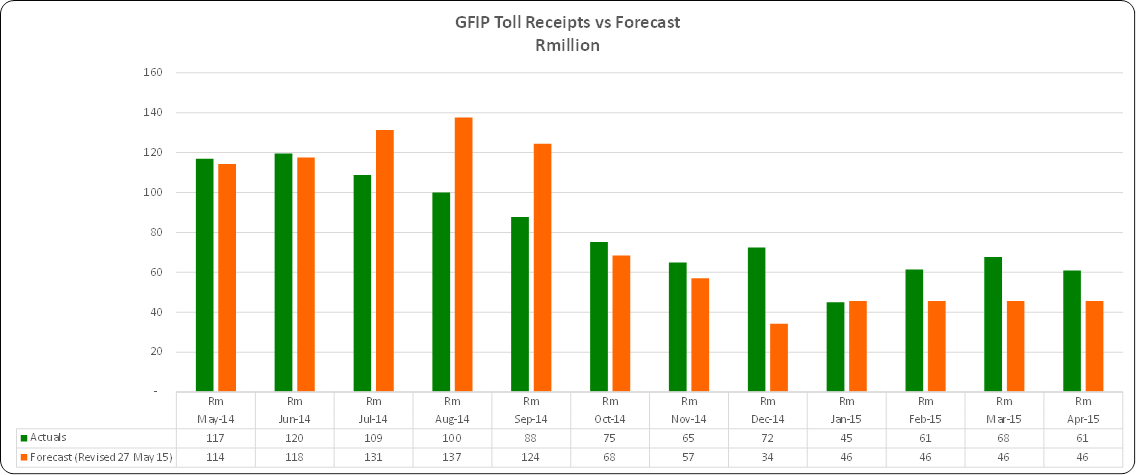 GFIP Toll Receipts vs Forecast
Rmillion
160
140
120
100
80
60
40
20
-
Rm Rm Rm Rm Rm Rm Rm Rm Rm Rm Rm Rm
May-14 Jun-14 Jul-14 Aug-14 Sep-14 Oct-14 Nov-14 Dec-14 Jan-15 Feb-15 Mar-15 Apr-15
Actuals 117 120 109 100 88 75 65 72 45 61 68 61
Forecast (Revised 27 May 15) 114 118 131 137 124 68 57 34 46 46 46 46